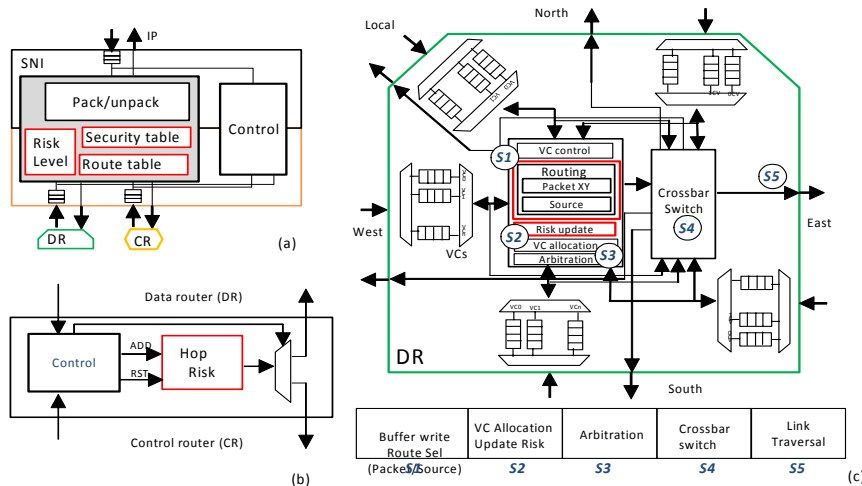 IP
SNI
Pack/unpack
Security table
Risk
Level
Route table
Control
DR
CR
(a)
Data router (DR)
Control
ADD
RST
Hop
Risk
Control router (CR)
(b)
Local
North
West
East
South
VCs
VC0
VC1
VCn
S1
VC control
Routing
Packet XY
Source
S2
Risk update
VC allocation
S3
Arbitration
Crossbar
Switch
S4
S5
DR
Buffer write
Route Sel
(Packet/Source)
S1
VC Allocation
Update Risk
S2
Arbitration
S3
Crossbar
switch
S4
Link
Traversal
S5
(c)